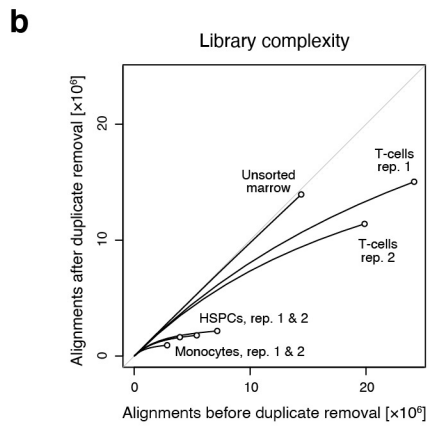 b
Library complexity
Alignments after duplicate removal [×10⁶]
20
10
0
Unsorted
marrow
T-cells
rep. 1
T-cells
rep. 2
HSPCs, rep. 1 & 2
Monocytes, rep. 1 & 2
0
10
20
Alignments before duplicate removal [×10⁶]